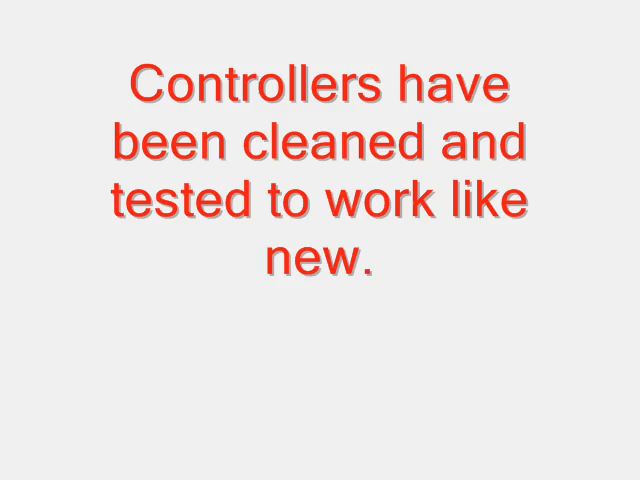 Controllers have
been cleaned and
tested to work like
new.